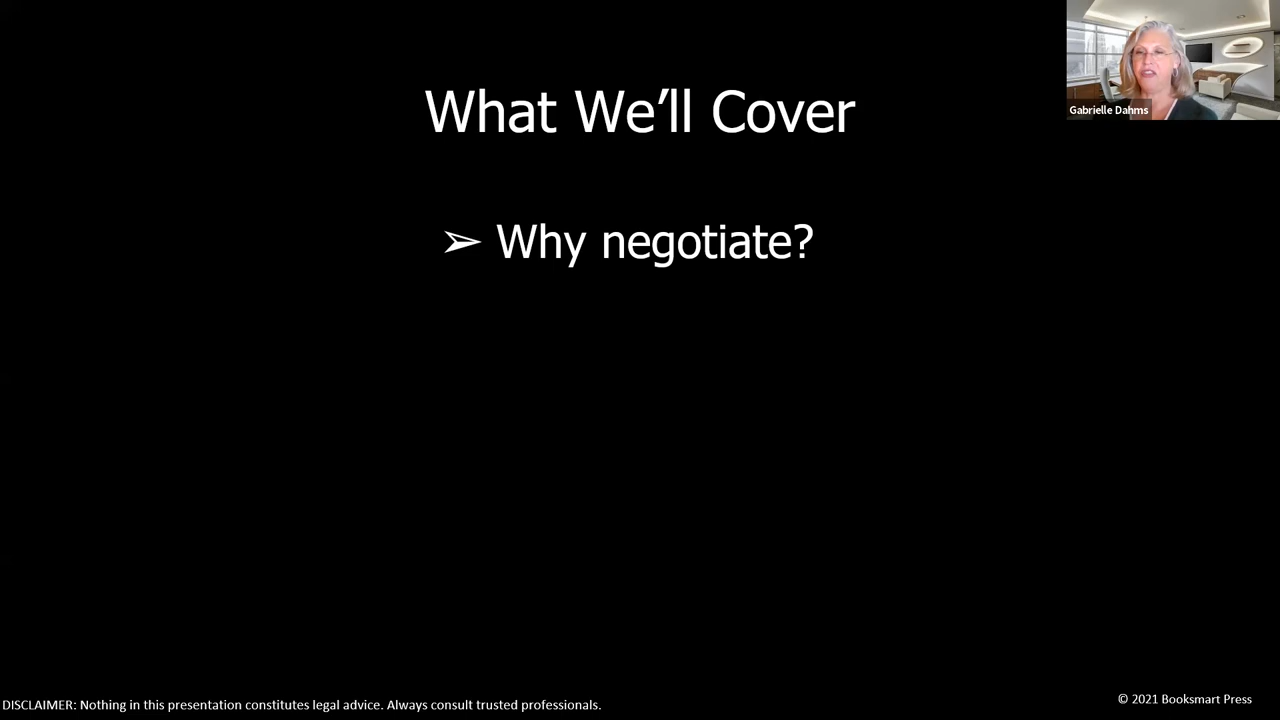 What We’ll Cover
Gabrielle Dahms
➢ Why negotiate?
DISCLAIMER: Nothing in this presentation constitutes legal advice. Always consult trusted professionals.
© 2021 Booksmart Press